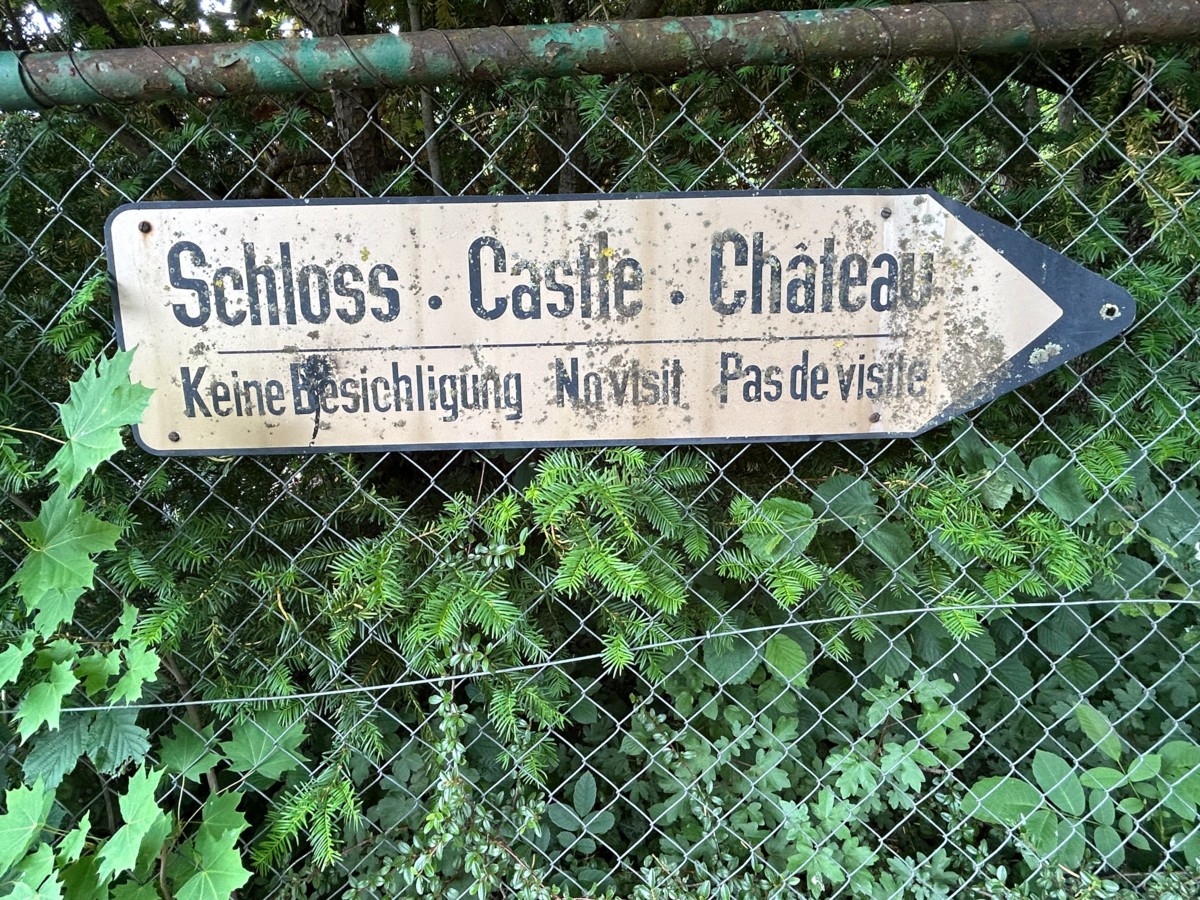 Schloss · Castle · Château
Keine Besichtigung No visit Pas de visite